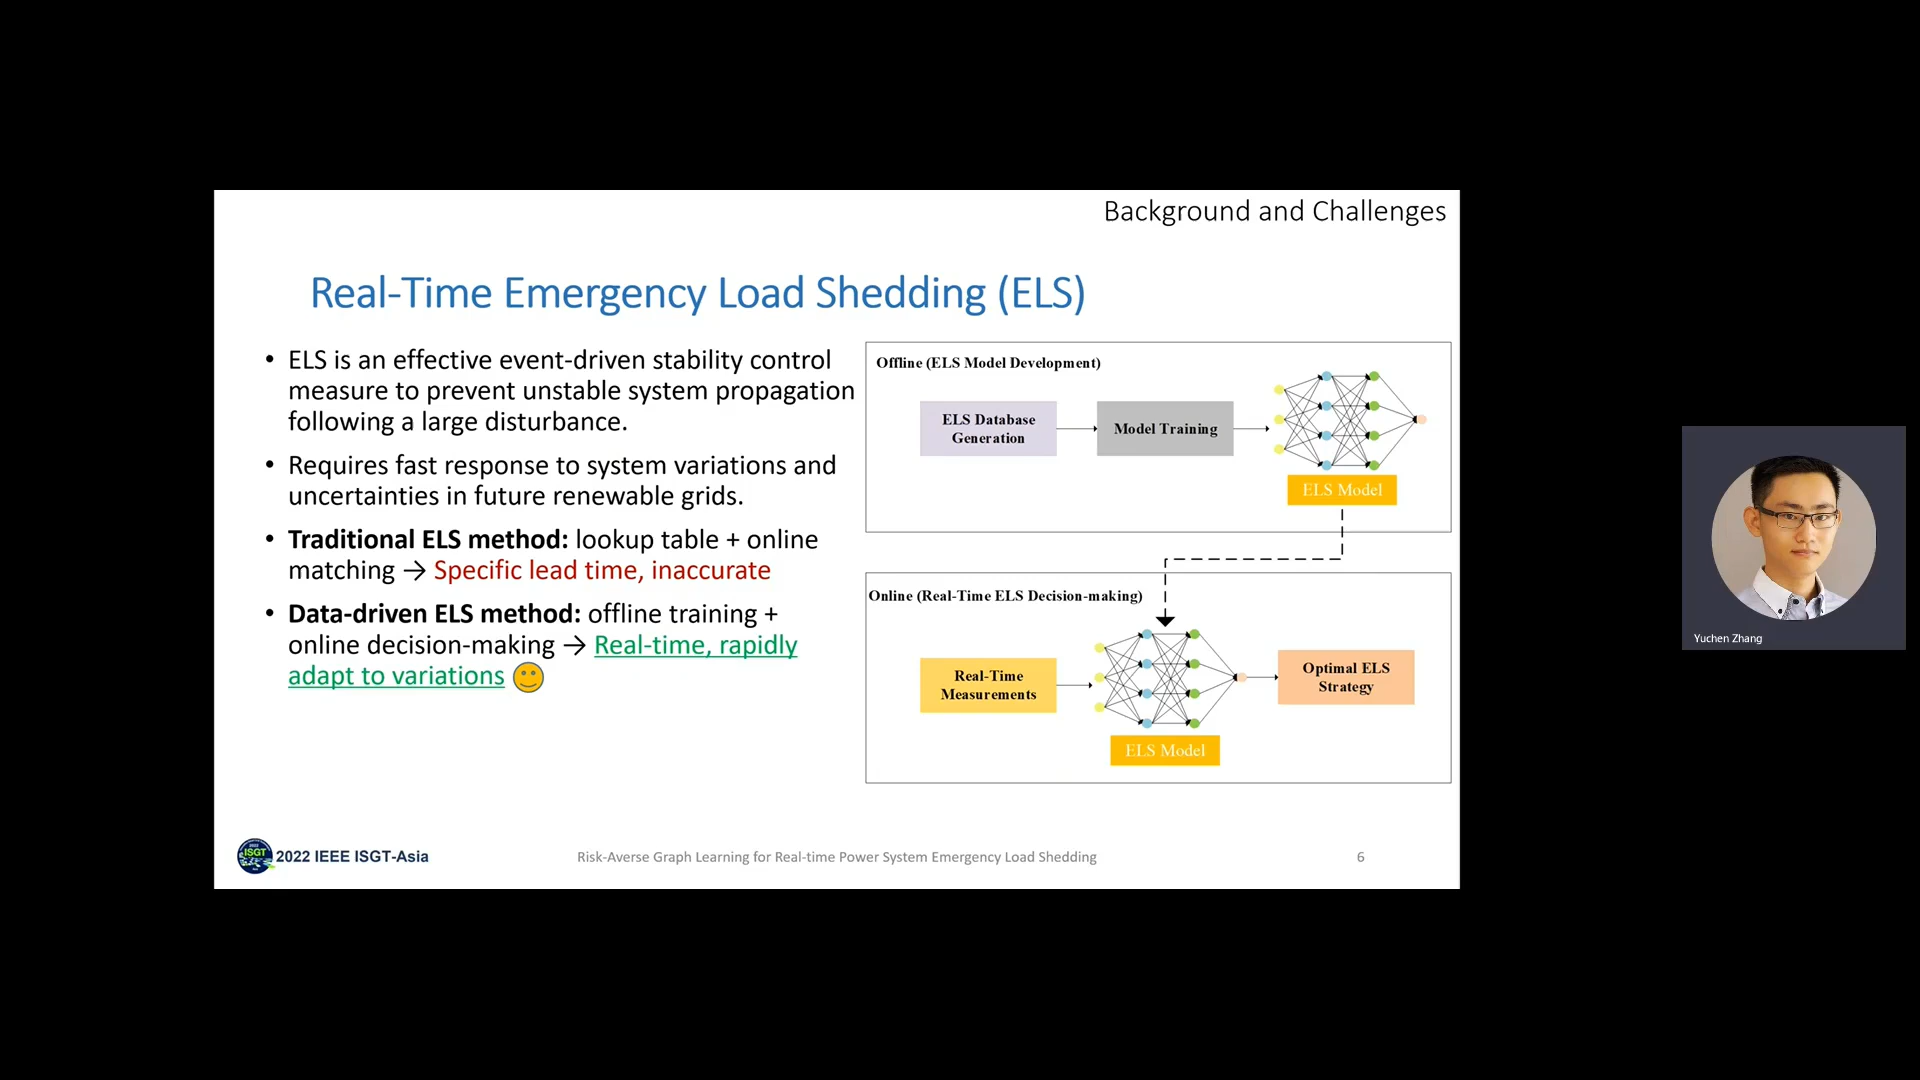 Background and Challenges
Real-Time Emergency Load Shedding (ELS)
• ELS is an effective event-driven stability control
measure to prevent unstable system propagation
following a large disturbance.
• Requires fast response to system variations and
uncertainties in future renewable grids.
• Traditional ELS method: lookup table + online
matching → Specific lead time, inaccurate
• Data-driven ELS method: offline training +
online decision-making → Real-time, rapidly
adapt to variations
Offline (ELS Model Development)
ELS Database
Generation
Model Training
ELS Model
Online (Real-Time ELS Decision-making)
Real-Time
Measurements
ELS Model
Optimal ELS
Strategy
ISGT
2022 IEEE ISGT-Asia
Risk-Averse Graph Learning for Real-time Power System Emergency Load Shedding
6
Yuchen Zhang